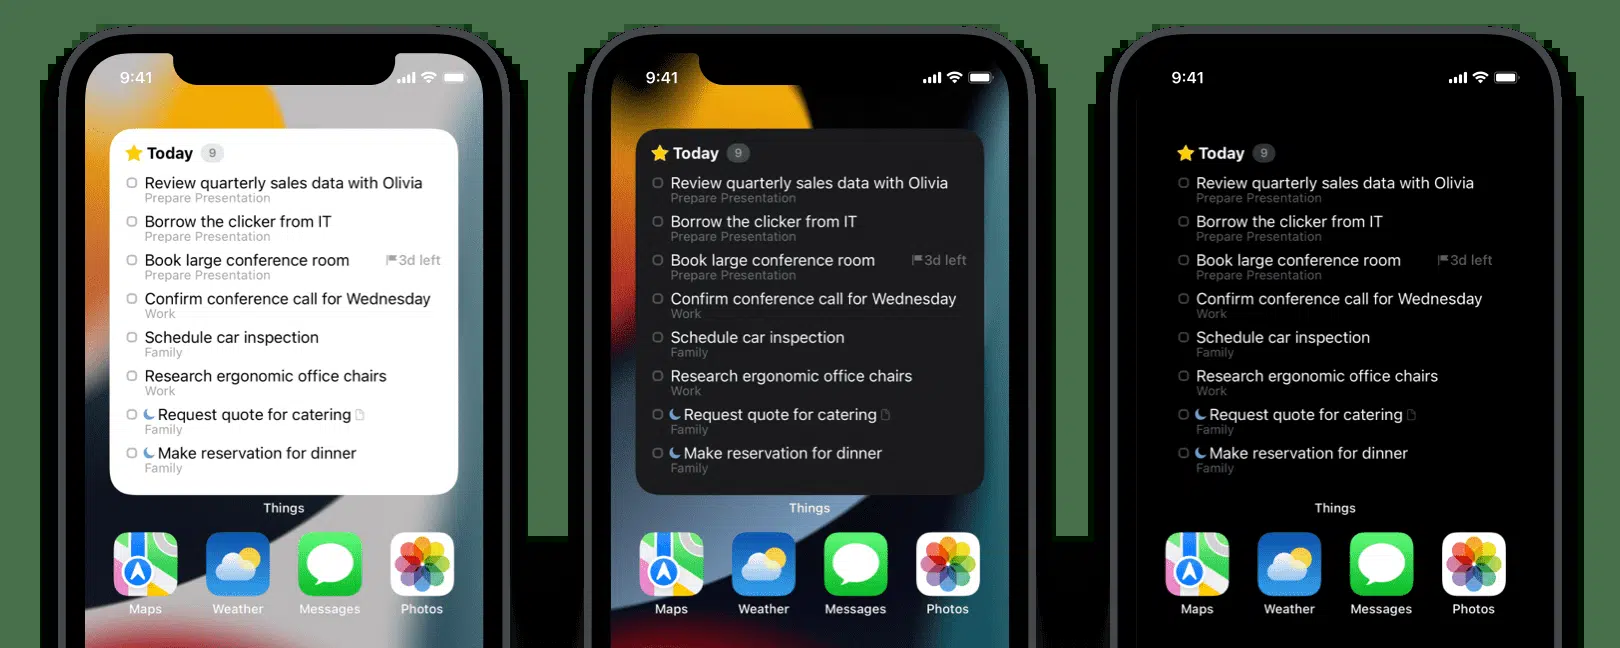 9:41
Today 9
Review quarterly sales data with Olivia
Prepare Presentation
Borrow the clicker from IT
Prepare Presentation
Book large conference room 3d left
Prepare Presentation
Confirm conference call for Wednesday
Work
Schedule car inspection
Family
Research ergonomic office chairs
Work
Request quote for catering
Family
Make reservation for dinner
Family
Things
Maps Weather Messages Photos
9:41
Today 9
Review quarterly sales data with Olivia
Prepare Presentation
Borrow the clicker from IT
Prepare Presentation
Book large conference room 3d left
Prepare Presentation
Confirm conference call for Wednesday
Work
Schedule car inspection
Family
Research ergonomic office chairs
Work
Request quote for catering
Family
Make reservation for dinner
Family
Things
Maps Weather Messages Photos
9:41
Today 9
Review quarterly sales data with Olivia
Prepare Presentation
Borrow the clicker from IT
Prepare Presentation
Book large conference room 3d left
Prepare Presentation
Confirm conference call for Wednesday
Work
Schedule car inspection
Family
Research ergonomic office chairs
Work
Request quote for catering
Family
Make reservation for dinner
Family
Things
Maps Weather Messages Photos